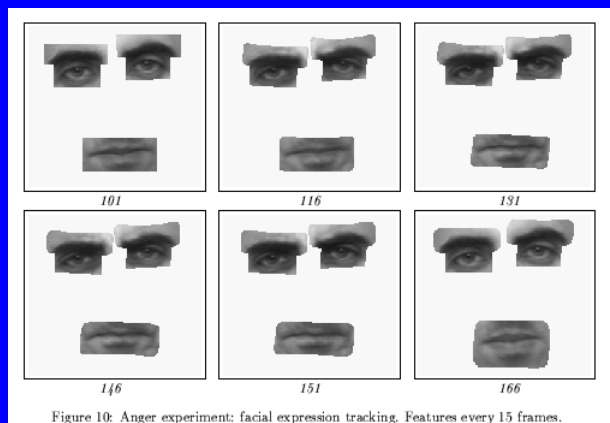 101 116 131
146 151 166
Figure 10: Anger experiment: facial expression tracking. Features every 15 frames.